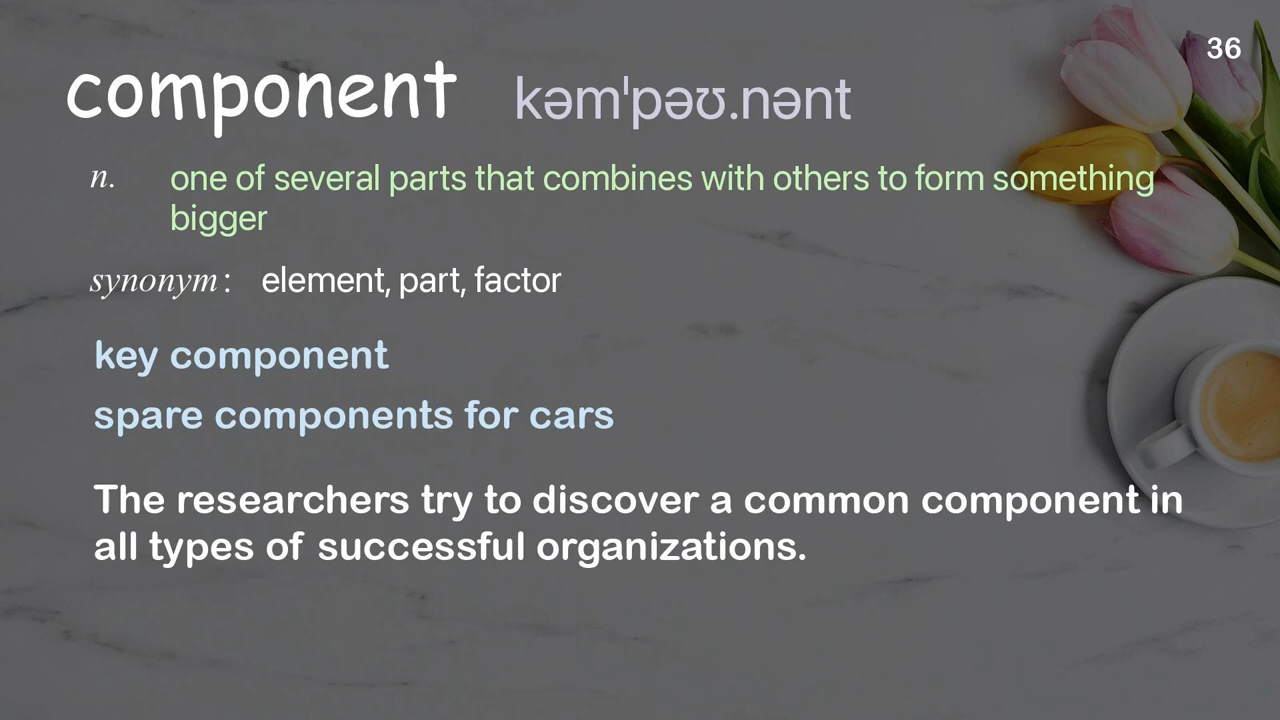 36
component kəmˈpəʊ.nənt
n. one of several parts that combines with others to form something
bigger
synonym: element, part, factor
key component
spare components for cars
The researchers try to discover a common component in
all types of successful organizations.